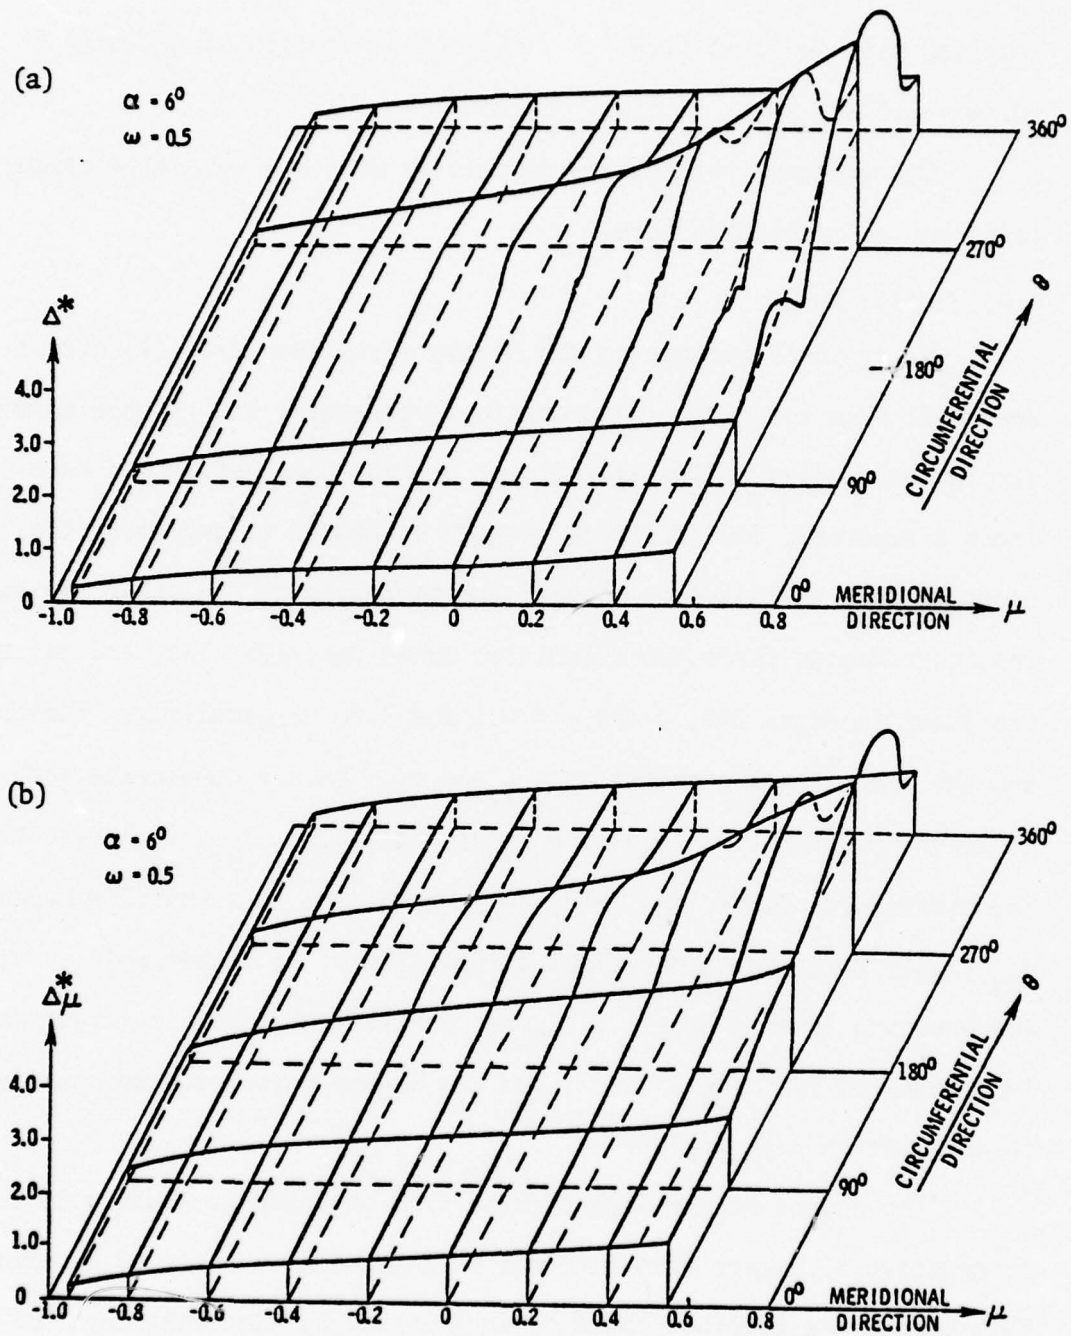 (a)
α = 6°
ω = 0.5
Δ*
4.0
3.0
2.0
1.0
0
-1.0 -0.8 -0.6 -0.4 -0.2 0 0.2 0.4 0.6 0.8
0°
90°
180°
270°
360°
θ
CIRCUMFERENTIAL
DIRECTION
MERIDIONAL
DIRECTION
μ
(b)
α = 6°
ω = 0.5
Δ*μ
4.0
3.0
2.0
1.0
0
-1.0 -0.8 -0.6 -0.4 -0.2 0 0.2 0.4 0.6 0.8
0°
90°
180°
270°
360°
θ
CIRCUMFERENTIAL
DIRECTION
MERIDIONAL
DIRECTION
μ